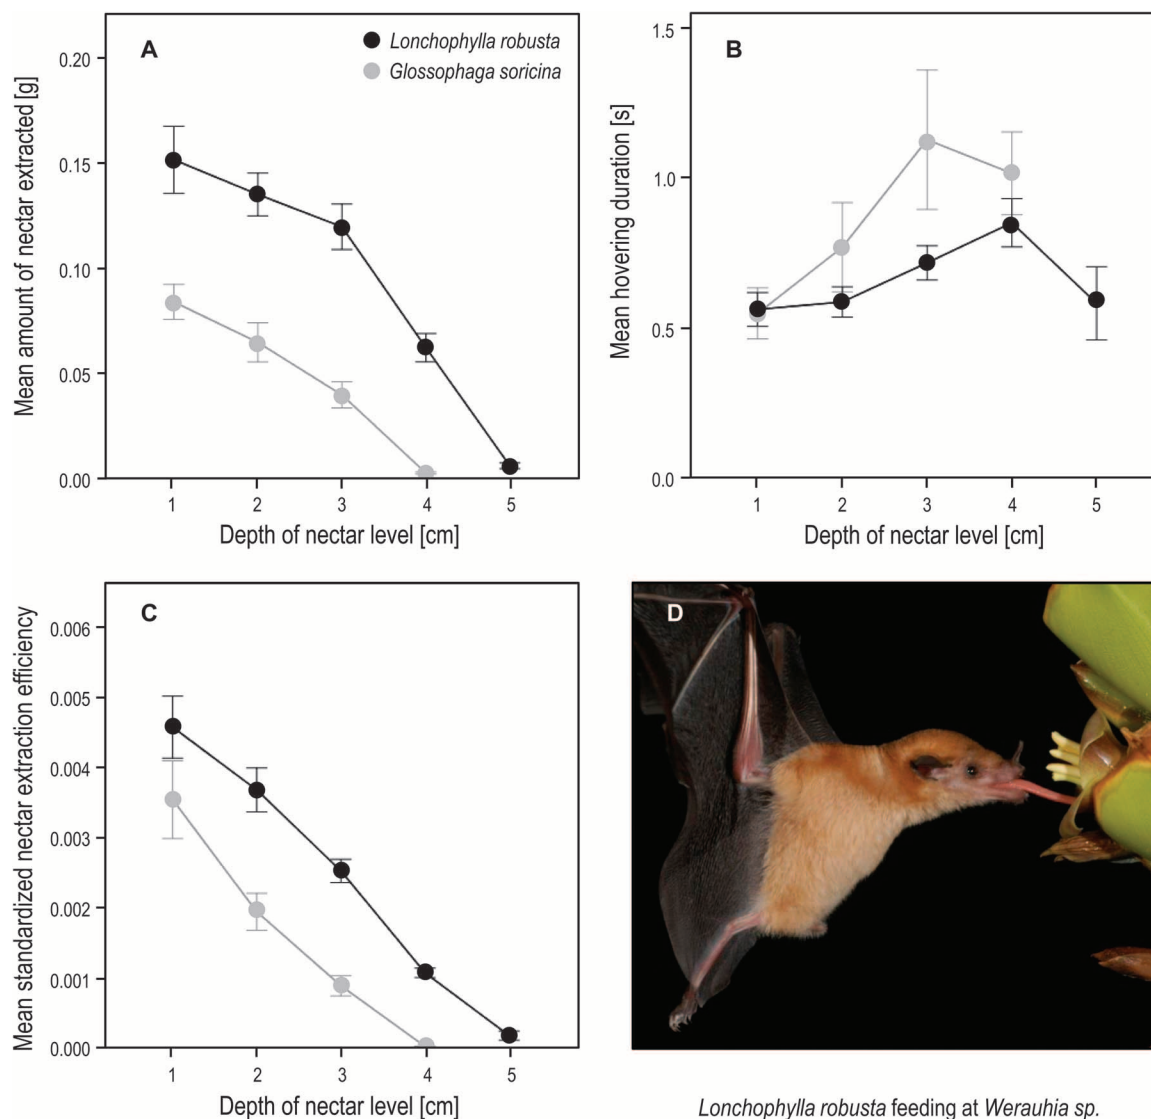 A
Lonchophylla robusta
Glossophaga soricina
Mean amount of nectar extracted [g]
0.20
0.15
0.10
0.05
0.00
1 2 3 4 5
Depth of nectar level [cm]
B
Mean hovering duration [s]
1.5
1.0
0.5
0.0
1 2 3 4 5
Depth of nectar level [cm]
C
Mean standardized nectar extraction efficiency
0.006
0.005
0.004
0.003
0.002
0.001
0.000
1 2 3 4 5
Depth of nectar level [cm]
D
Lonchophylla robusta feeding at Werauhia sp.